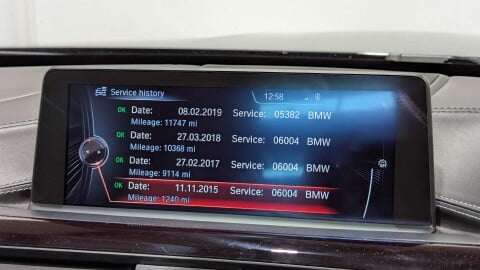 Service history
12:58
OK Date: 08.02.2019 Service: 05382 BMW
Mileage: 11747 mi
OK Date: 27.03.2018 Service: 06004 BMW
Mileage: 10368 mi
OK Date: 27.02.2017 Service: 06004 BMW
Mileage: 9114 mi
OK Date: 11.11.2015 Service: 06004 BMW
Mileage: 1240 mi